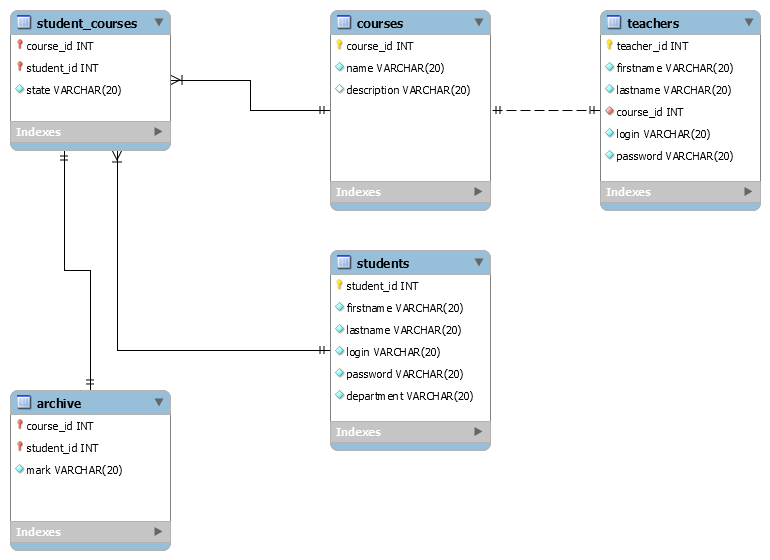 student_courses
course_id INT
student_id INT
state VARCHAR(20)
Indexes
courses
course_id INT
name VARCHAR(20)
description VARCHAR(20)
Indexes
teachers
teacher_id INT
firstname VARCHAR(20)
lastname VARCHAR(20)
course_id INT
login VARCHAR(20)
password VARCHAR(20)
Indexes
students
student_id INT
firstname VARCHAR(20)
lastname VARCHAR(20)
login VARCHAR(20)
password VARCHAR(20)
department VARCHAR(20)
Indexes
archive
course_id INT
student_id INT
mark VARCHAR(20)
Indexes